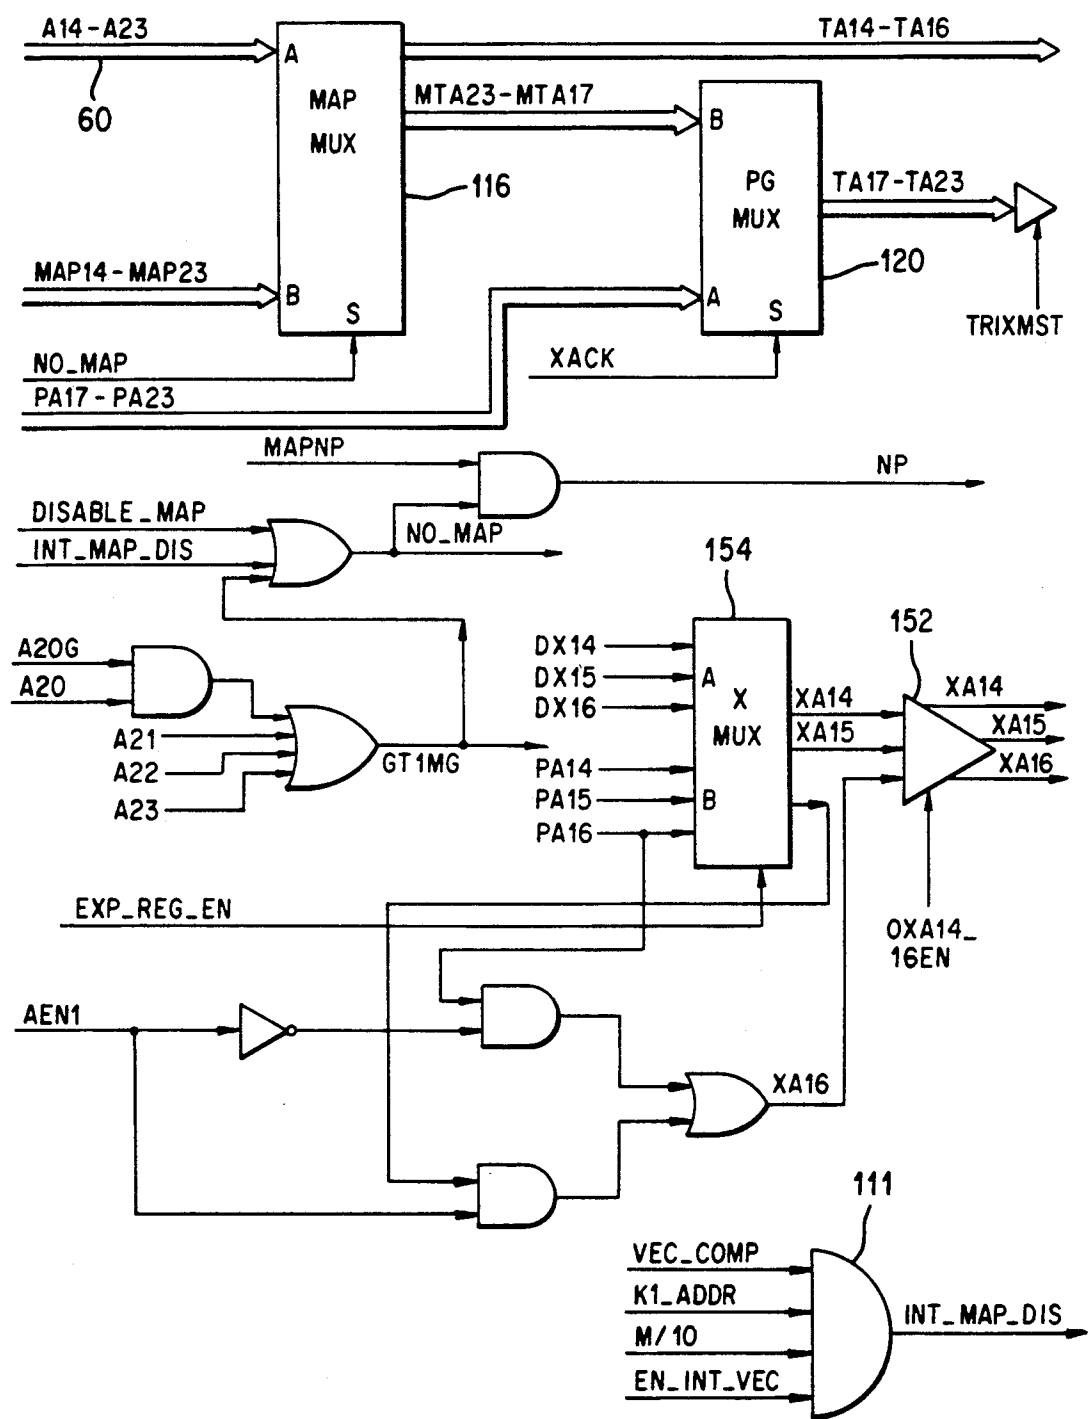 A14-A23
TA14-TA16
A
60
MAP
MUX
MTA23-MTA17
B
PG
MUX
TA17-TA23
116
120
MAP14-MAP23
B
S
A
S
TRIXMST
NO_MAP
XACK
PA17-PA23
MAPNP
NP
DISABLE_MAP
INT_MAP_DIS
NO_MAP
154
152
A20G
A20
A21
A22
A23
GT1MG
DX14
DX15
DX16
A
X
MUX
PA14
PA15
PA16
B
XA14
XA15
XA14
XA15
XA16
EXP_REG_EN
OXA14_
16EN
AEN1
XA16
111
VEC_COMP
K1_ADDR
M/10
EN_INT_VEC
INT_MAP_DIS